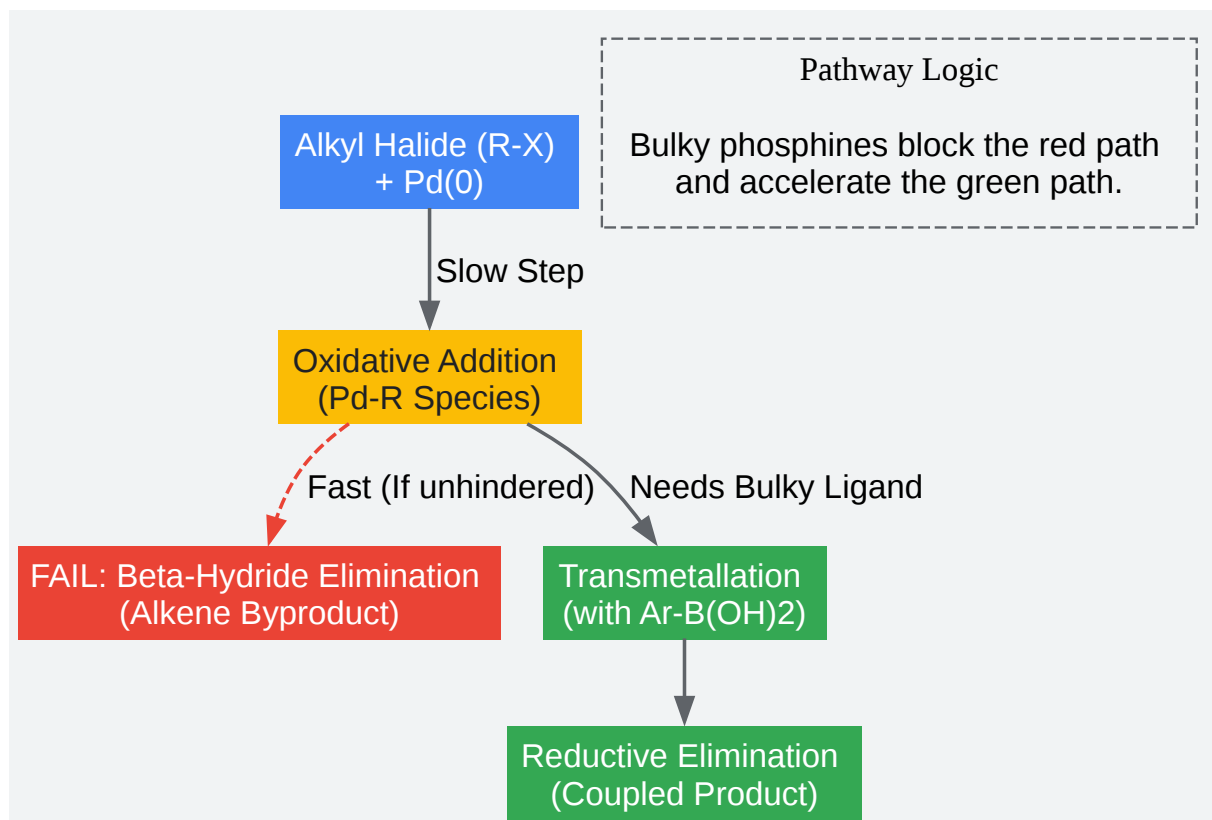 Pathway Logic
Bulky phosphines block the red path
and accelerate the green path.
Alkyl Halide (R-X)
+ Pd(0)
Slow Step
Oxidative Addition
(Pd-R Species)
Fast (If unhindered)
Needs Bulky Ligand
FAIL: Beta-Hydride Elimination
(Alkene Byproduct)
Transmetallation
(with Ar-B(OH)2)
Reductive Elimination
(Coupled Product)